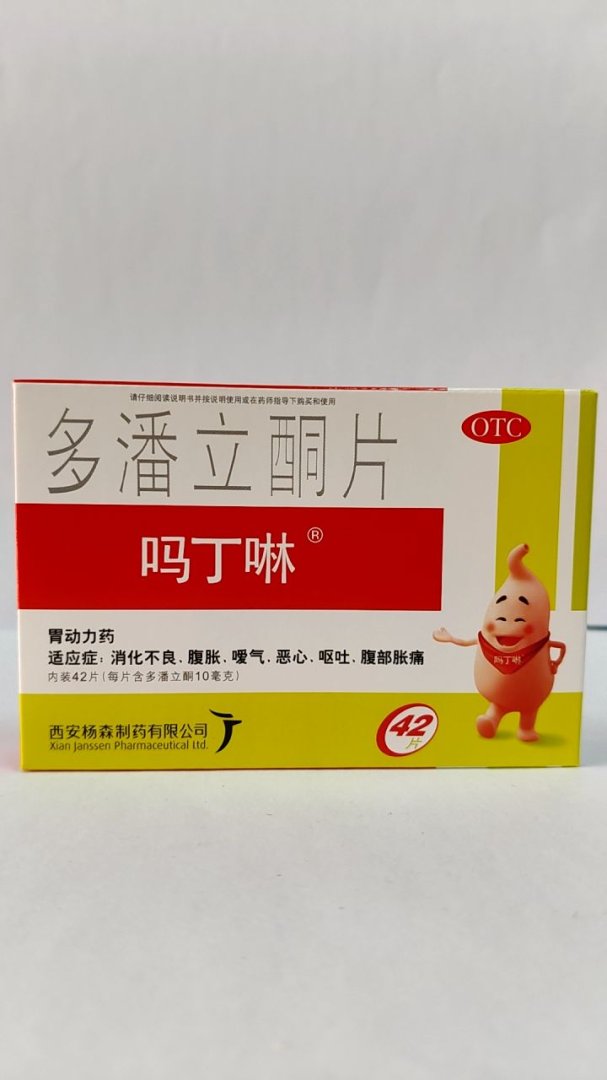 请仔细阅读说明书并按说明使用或在药师指导下购买和使用
多潘立酮片
OTC
吗丁啉®
胃动力药
适应症：消化不良、腹胀、嗳气、恶心、呕吐、腹部胀痛
内装42片(每片含多潘立酮10毫克)
吗丁啉
西安杨森制药有限公司
Xian Janssen Pharmaceutical Ltd.
42
片